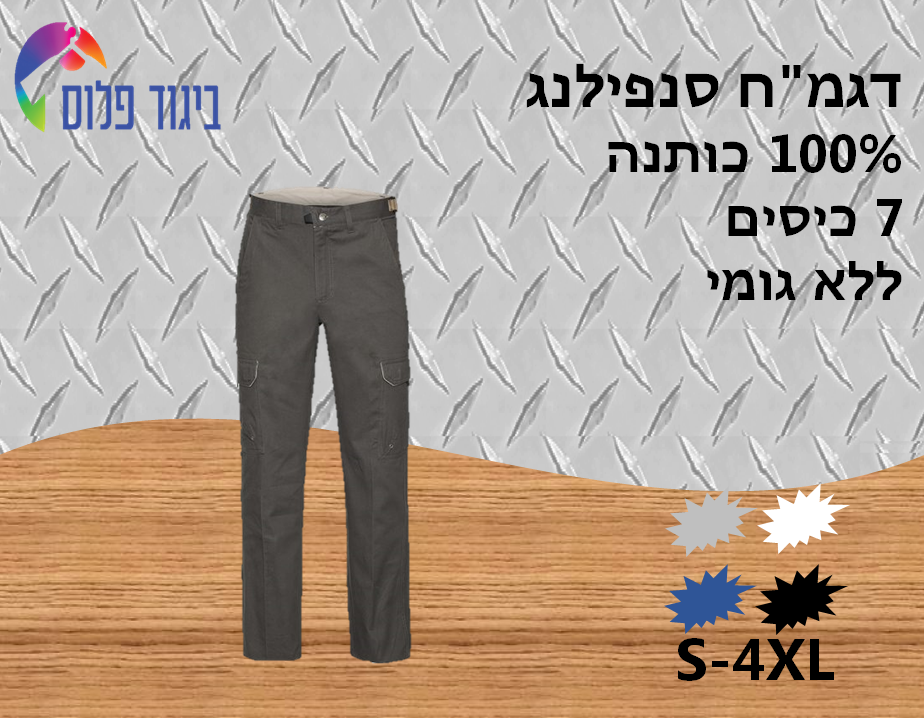 ביגוד פלוס
דגמ"ח סנפילנג
100% כותנה
7 כיסים
ללא גומי
S-4XL